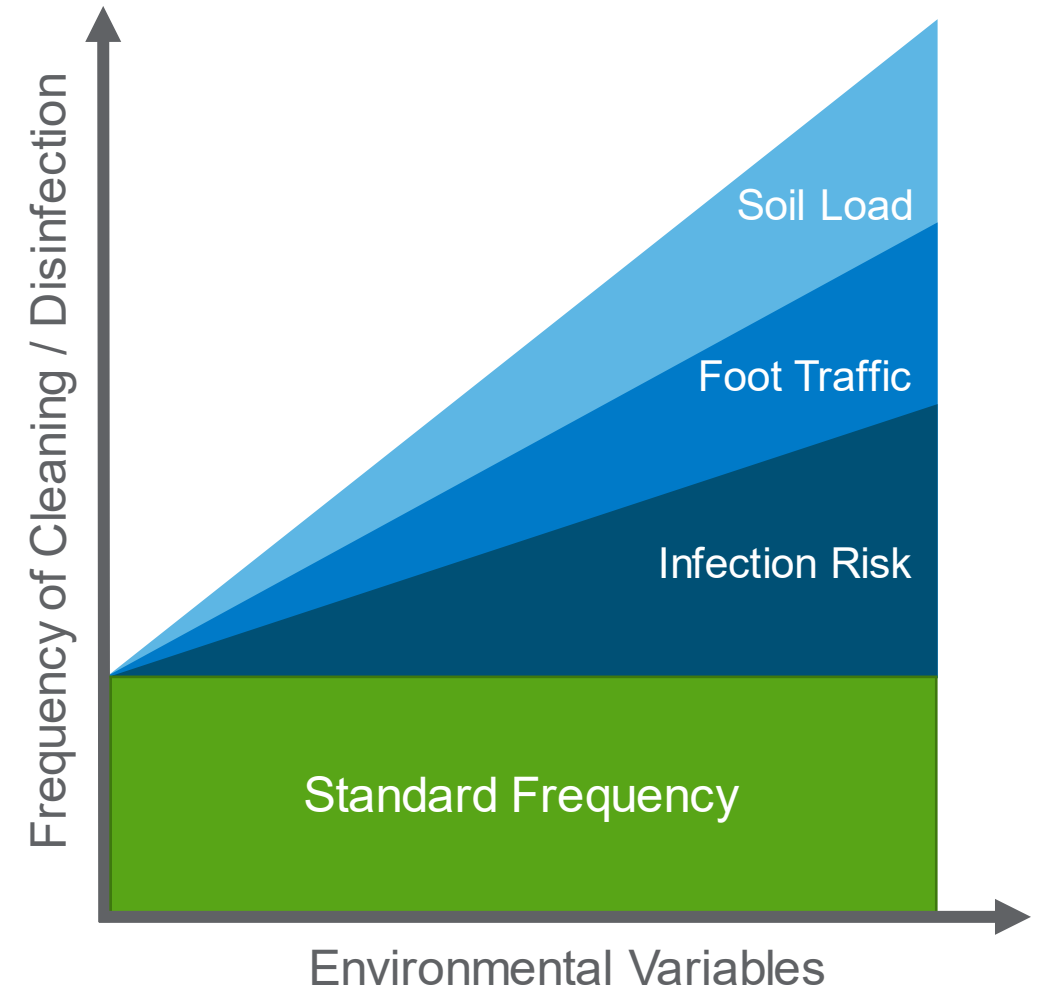 Frequency of Cleaning / Disinfection
Soil Load
Foot Traffic
Infection Risk
Standard Frequency
Environmental Variables